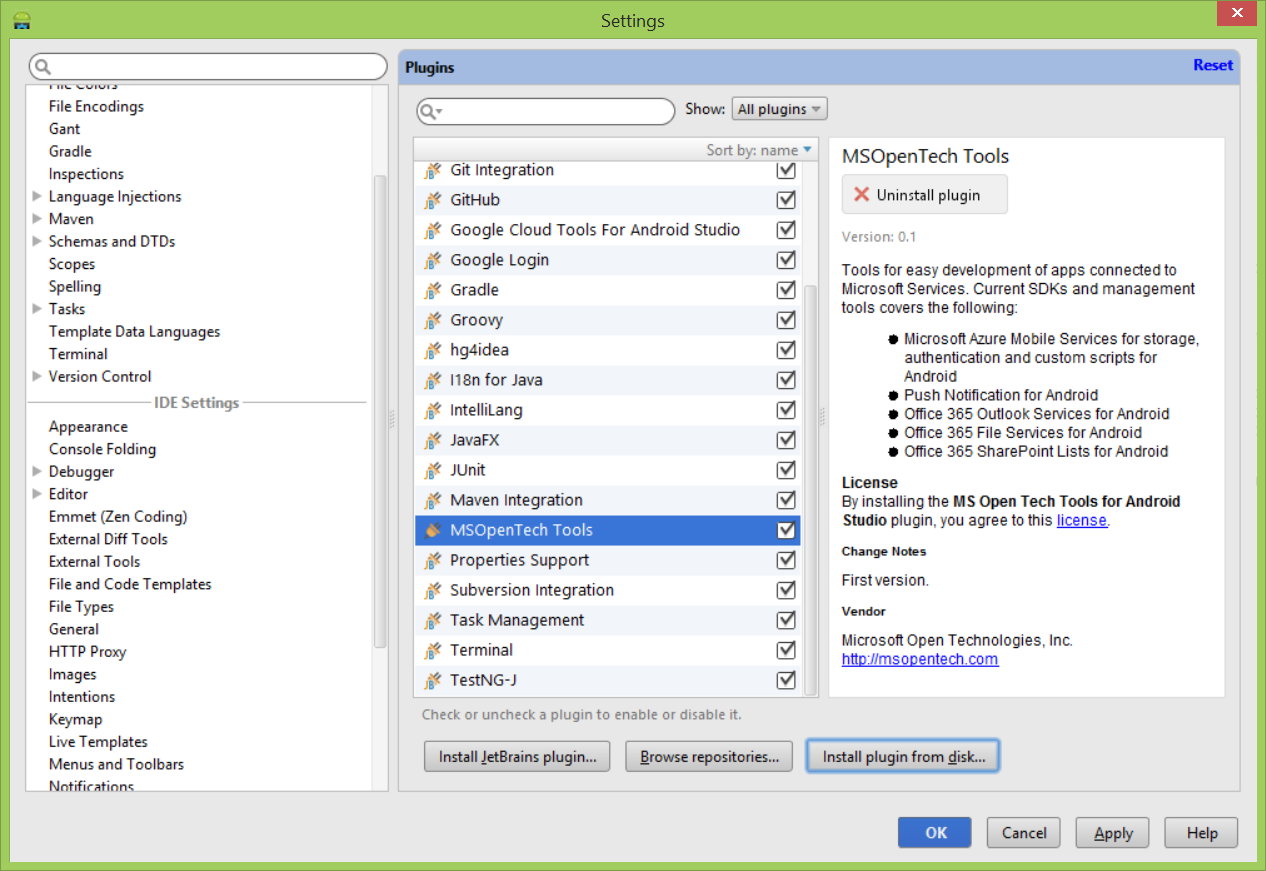 Settings
File Colors
File Encodings
Gant
Gradle
Inspections
Language Injections
Maven
Schemas and DTDs
Scopes
Spelling
Tasks
Template Data Languages
Terminal
Version Control
IDE Settings
Appearance
Console Folding
Debugger
Editor
Emmet (Zen Coding)
External Diff Tools
External Tools
File and Code Templates
File Types
General
HTTP Proxy
Images
Intentions
Keymap
Live Templates
Menus and Toolbars
Notifications
Plugins
Reset
Show: All plugins
Sort by: name
Git Integration
GitHub
Google Cloud Tools For Android Studio
Google Login
Gradle
Groovy
hg4idea
I18n for Java
IntelliLang
JavaFX
JUnit
Maven Integration
MSOpenTech Tools
Properties Support
Subversion Integration
Task Management
Terminal
TestNG-J
Check or uncheck a plugin to enable or disable it.
Install JetBrains plugin...
Browse repositories...
Install plugin from disk...
MSOpenTech Tools
Uninstall plugin
Version: 0.1
Tools for easy development of apps connected to
Microsoft Services. Current SDKs and management
tools covers the following:
Microsoft Azure Mobile Services for storage,
authentication and custom scripts for
Android
Push Notification for Android
Office 365 Outlook Services for Android
Office 365 File Services for Android
Office 365 SharePoint Lists for Android
License
By installing the MS Open Tech Tools for Android
Studio plugin, you agree to this license.
Change Notes
First version.
Vendor
Microsoft Open Technologies, Inc.
http://msopentech.com
OK
Cancel
Apply
Help